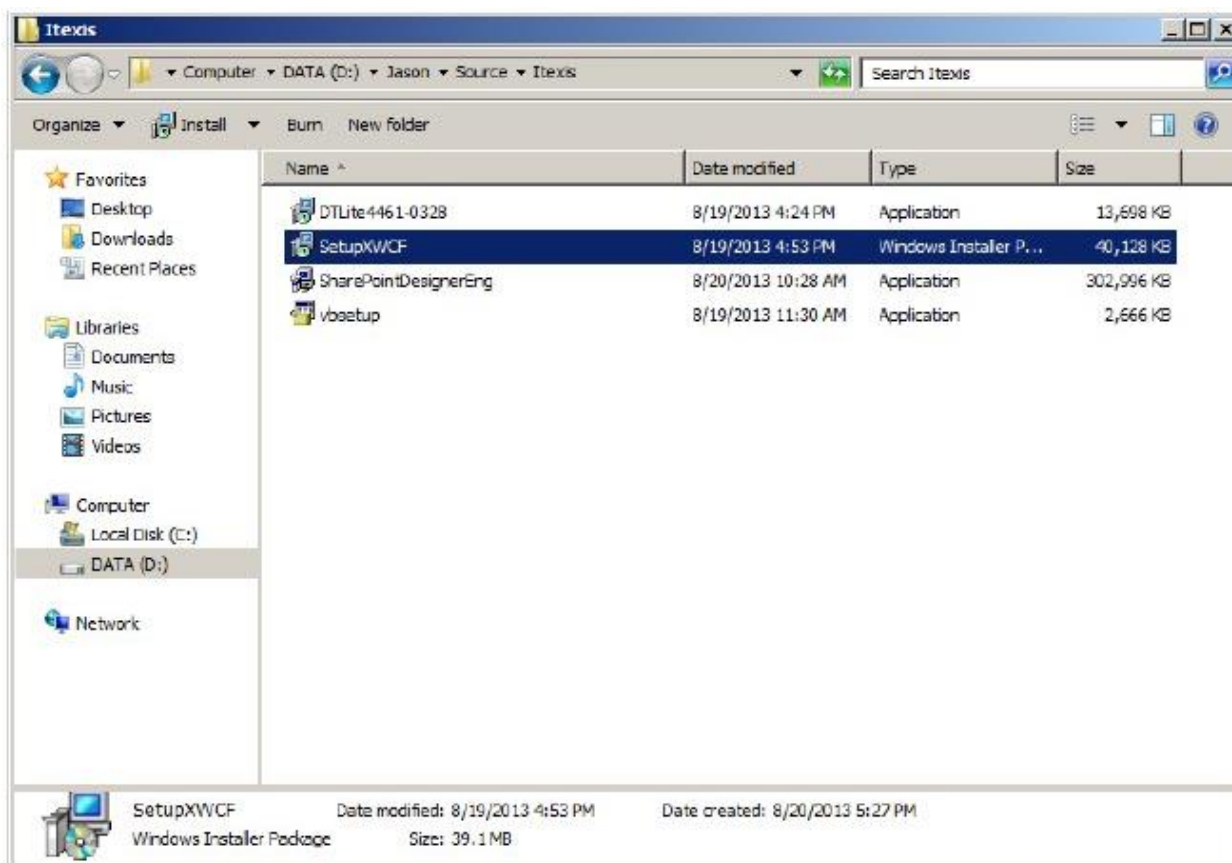 Itexis
Computer DATA (D:) Jason Source Itexis Search Itexis
Organize Install Burn New folder
Name Date modified Type Size
Favorites
Desktop
Downloads
Recent Places
Libraries
Documents
Music
Pictures
Videos
Computer
Local Disk (C:)
DATA (D:)
Network
DTLite4461-0328 8/19/2013 4:24 PM Application 13,698 KB
SetupXWCF 8/19/2013 4:53 PM Windows Installer P... 40,128 KB
SharePointDesignerEng 8/20/2013 10:28 AM Application 302,996 KB
vbsetup 8/19/2013 11:30 AM Application 2,666 KB
SetupXWCF Date modified: 8/19/2013 4:53 PM Date created: 8/20/2013 5:27 PM
Windows Installer Package Size: 39.1 MB